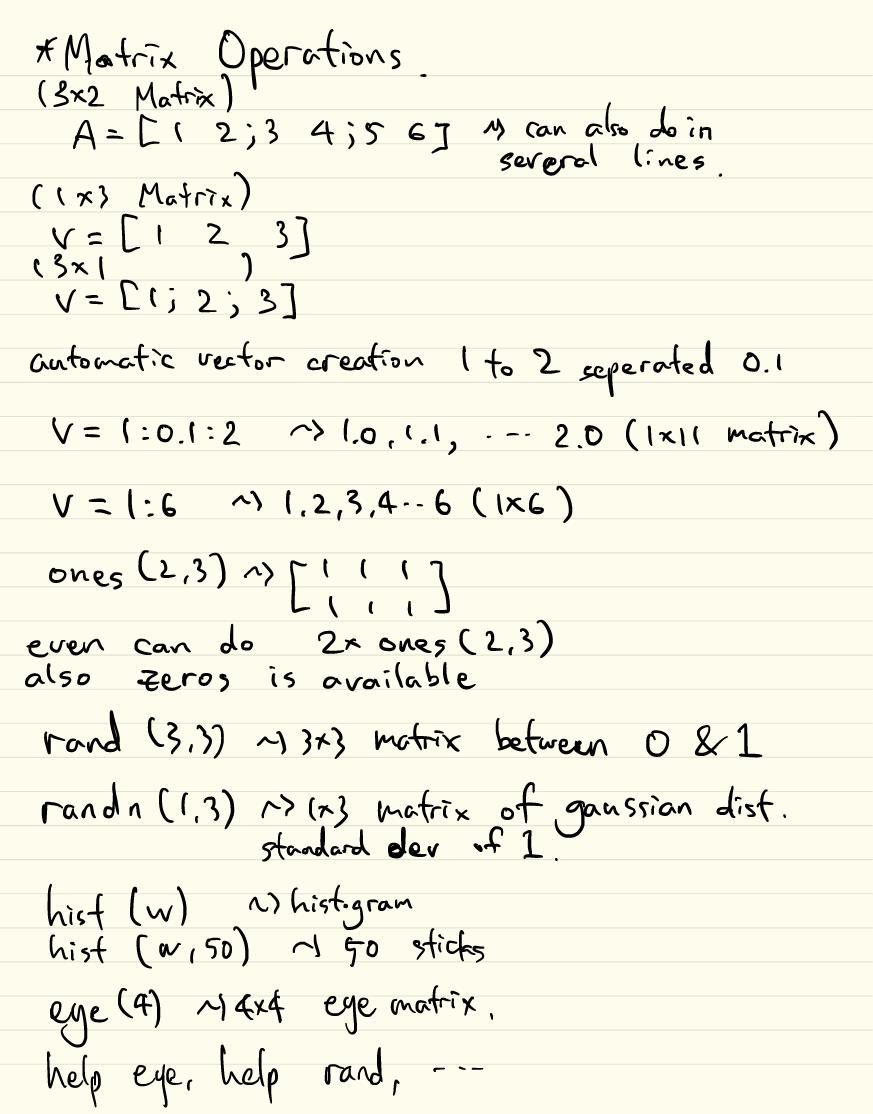 *Matrix Operations.
(3x2 Matrix)
A = [1 2 ; 3 4 ; 5 6] ~> can also do in
several lines.
(1x3 Matrix)
V = [1 2 3]
(3x1 )
V = [1; 2; 3]
automatic vector creation 1 to 2 seperated 0.1
V = 1:0.1:2 ~> 1.0, 1.1, ... 2.0 (1x11 matrix)
V = 1:6 ~> 1,2,3,4..6 (1x6)
ones (2,3) ~> [1 1 1
1 1 1]
even can do 2x ones (2,3)
also zeros is available
rand (3,3) ~> 3x3 matrix between 0 & 1
randn (1,3) ~> 1x3 matrix of gaussian dist.
standard dev of 1.
hist (w) ~> histogram
hist (w, 50) ~> 50 sticks
eye (4) ~> 4x4 eye matrix.
help eye, help rand, ---